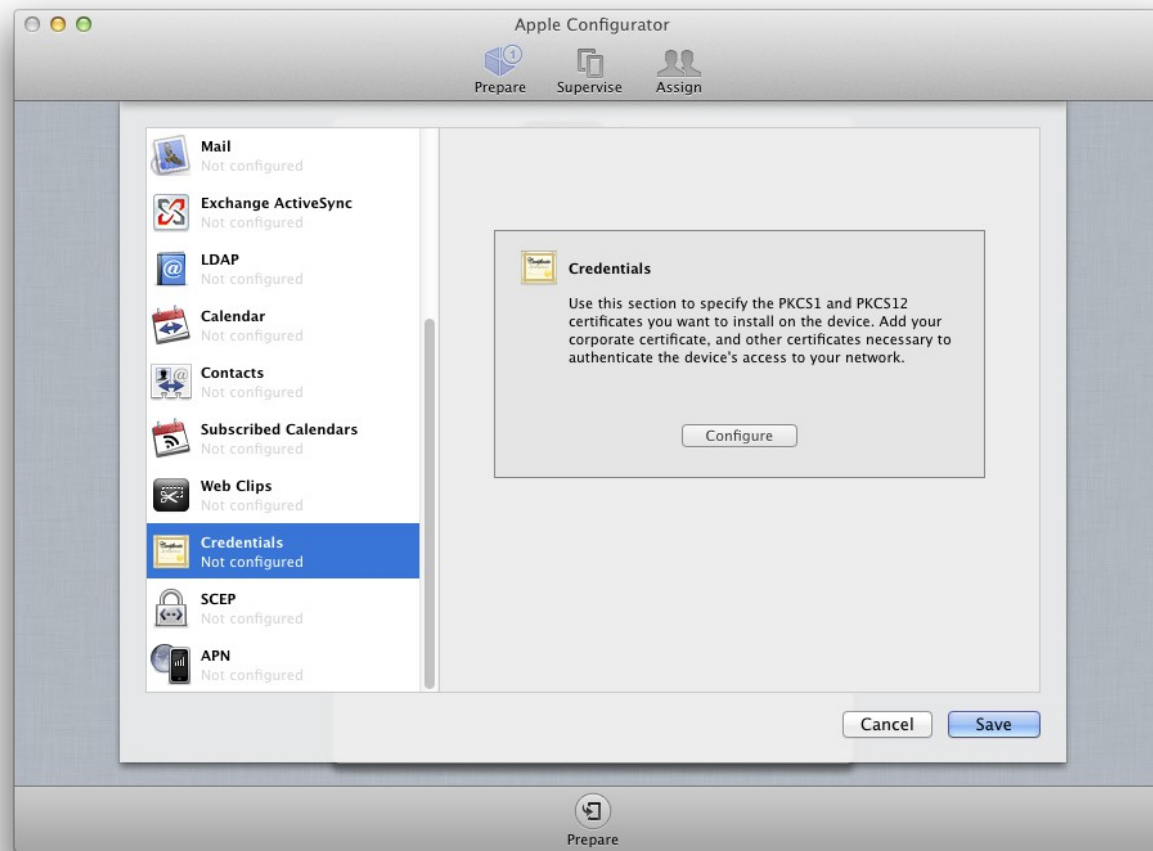 Apple Configurator
1
Prepare
Supervise
Assign
Mail
Not configured
Exchange ActiveSync
Not configured
LDAP
Not configured
Calendar
Not configured
Contacts
Not configured
Subscribed Calendars
Not configured
Web Clips
Not configured
Credentials
Not configured
SCEP
Not configured
APN
Not configured
Credentials
Use this section to specify the PKCS1 and PKCS12
certificates you want to install on the device. Add your
corporate certificate, and other certificates necessary to
authenticate the device's access to your network.
Configure
Cancel
Save
Prepare